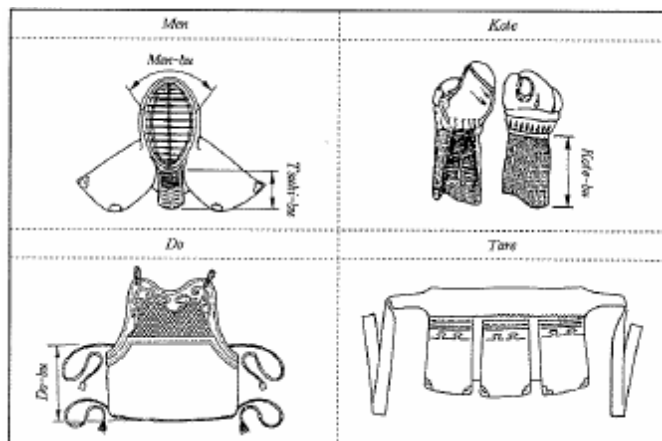 Men
Kote
Men-bu
Tsuki-bu
Kote-bu
Do
Tare
Do-bu